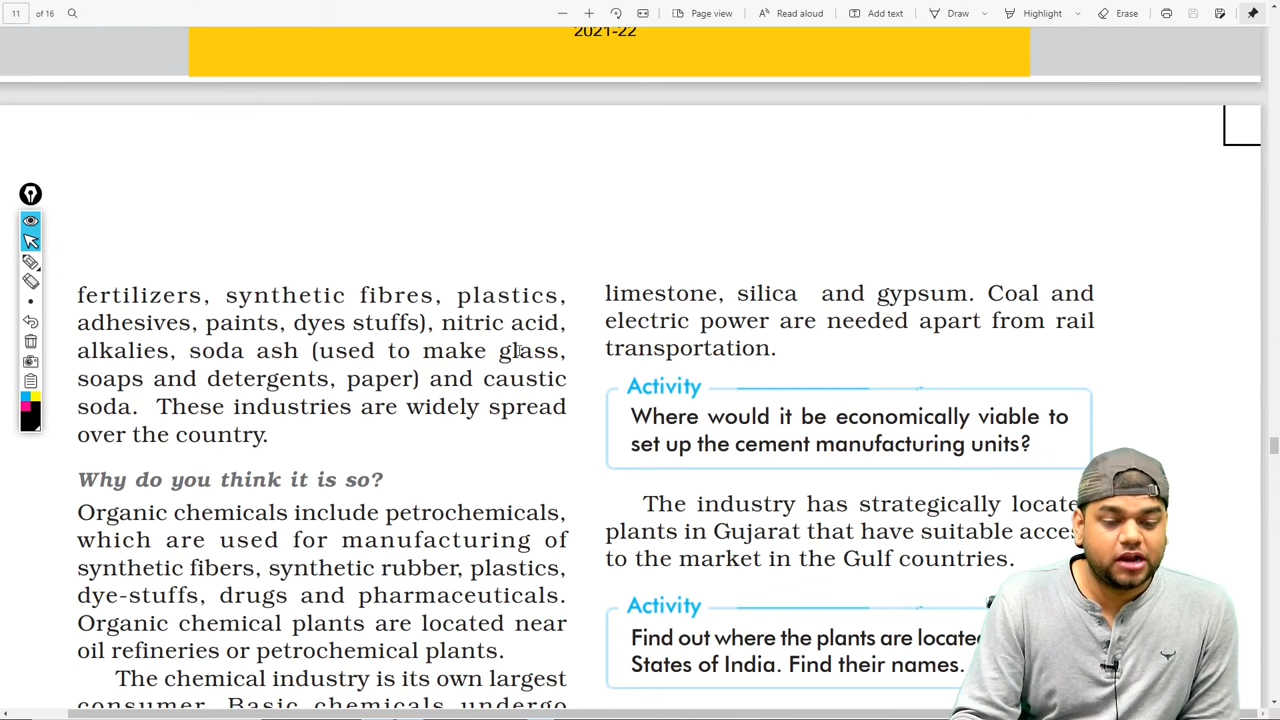 11 of 16 Page view Read aloud Add text Draw Highlight Erase
2021-22
fertilizers, synthetic fibres, plastics,
adhesives, paints, dyes stuffs), nitric acid,
alkalies, soda ash (used to make glass,
soaps and detergents, paper) and caustic
soda. These industries are widely spread
over the country.
Why do you think it is so?
Organic chemicals include petrochemicals,
which are used for manufacturing of
synthetic fibers, synthetic rubber, plastics,
dye-stuffs, drugs and pharmaceuticals.
Organic chemical plants are located near
oil refineries or petrochemical plants.
The chemical industry is its own largest
consumer. Basic chemicals undergo
limestone, silica and gypsum. Coal and
electric power are needed apart from rail
transportation.
Activity
Where would it be economically viable to
set up the cement manufacturing units?
The industry has strategically
plants in Gujarat that have suitable
to the market in the Gulf countries.
Activity
Find out where the plants are
States of India. Find their names.